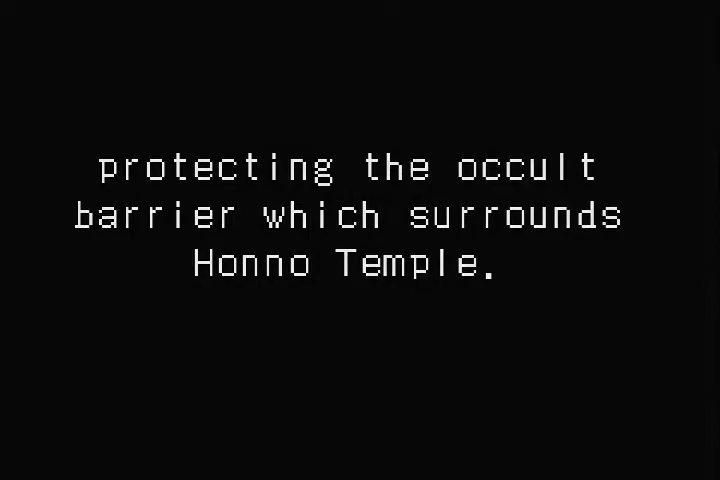 protecting the occult
barrier which surrounds
Honno Temple.